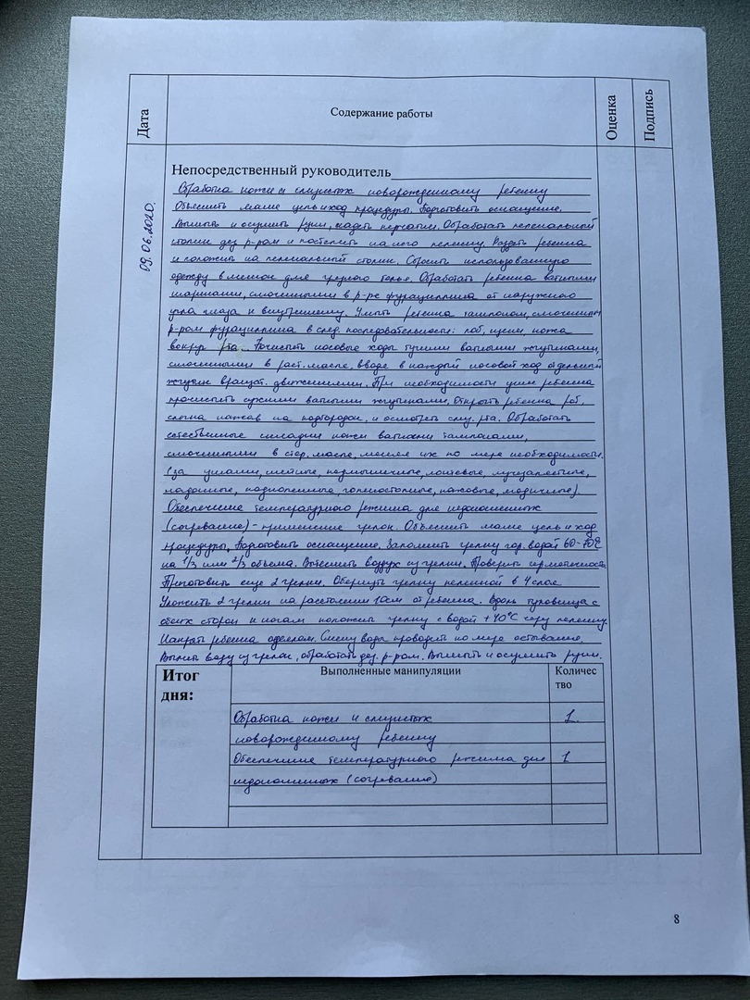 Дата
Содержание работы
Оценка
Подпись
Непосредственный руководитель
09.06.2020.
Обработка кожи и слизистых новорожденному ребенку
Объяснить маме цель и ход процедуры. Подготовить оснащение.
Вымыть и осушить руки, надеть перчатки. Обработать пеленальный
столик дез р-ром и постелить на него пеленку. Раздеть ребенка
и положить на пеленальный столик. Сбросить использованную
одежду в мешок для грязного белья. Обработать ребенка ватными
шариками, смоченными в р-ре фурациллина от наружного
угла глаза к внутреннему. Умыть ребенка тампоном, смоченным
р-ром фурациллина в след. последовательности: лоб, щеки, кожа
вокруг рта. Почистить носовые ходы тугими ватными жгутиками,
смоченными в раст. масле, вводя в каждый носовой ход отдельный
жгутик вращат. движениями. При необходимости уши ребенка
прочистить сухими ватными жгутиками. Открыть ребенка рот,
слегка нажав на подбородок, и осмотреть слиз. рта. Обработать
естественные складки кожи ватными тампонами,
смоченными в стер. масле, меняя их по мере необходимости.
(за ушами, шейные, подмышечные, локтевые, лучезапястные,
ладонные, подколенные, голеностопные, паховые, ягодичные)
Обеспечение температурного режима для недоношенных
(согревание) - применение грелок. Объяснить маме цель и ход
процедуры. Подготовить оснащение. Заполнить грелку гор. водой 60-70°C
на 1/2 или 2/3 объема. Вытеснить воздух из грелки. Проверить герметичность
Приготовить еще 2 грелки. Обернуть грелку пеленкой в 4 слоя
Уложить 2 грелки на расстоянии 10см от ребенка. Вдоль туловища с
обеих сторон и ногам положить грелку с водой +40°C через пеленку.
Накрыть ребенка одеялом. Смену воды проводить по мере остывания.
Вылить воду из грелок, обработать дез. р-ром. Вымыть и осушить руки.
Итог дня:
Выполненные манипуляции
Количес
тво
Обработка кожи и слизистых
1.
новорожденному ребенку
Обеспечение температурного режима для
1
недоношенных (согревание)
8